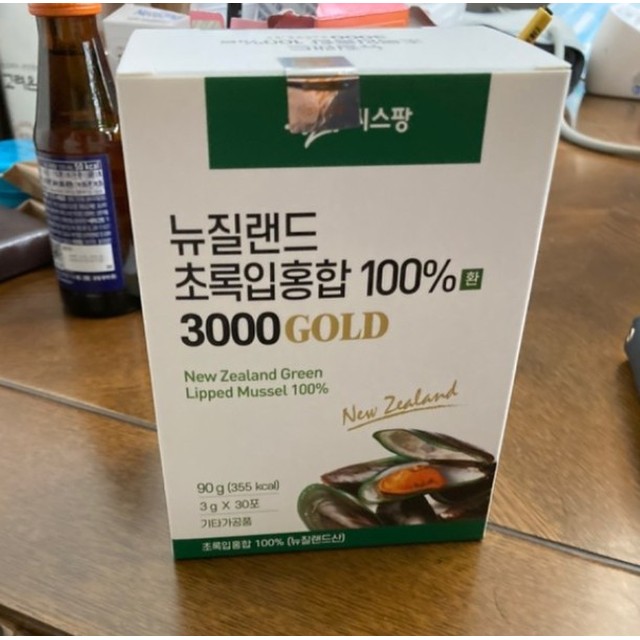 뉴질랜드
초록입홍합 100% 환
3000 GOLD
New Zealand Green
Lipped Mussel 100%
New Zealand
90 g (355 kcal)
3 g X 30포
기타가공품
초록입홍합 100% (뉴질랜드산)